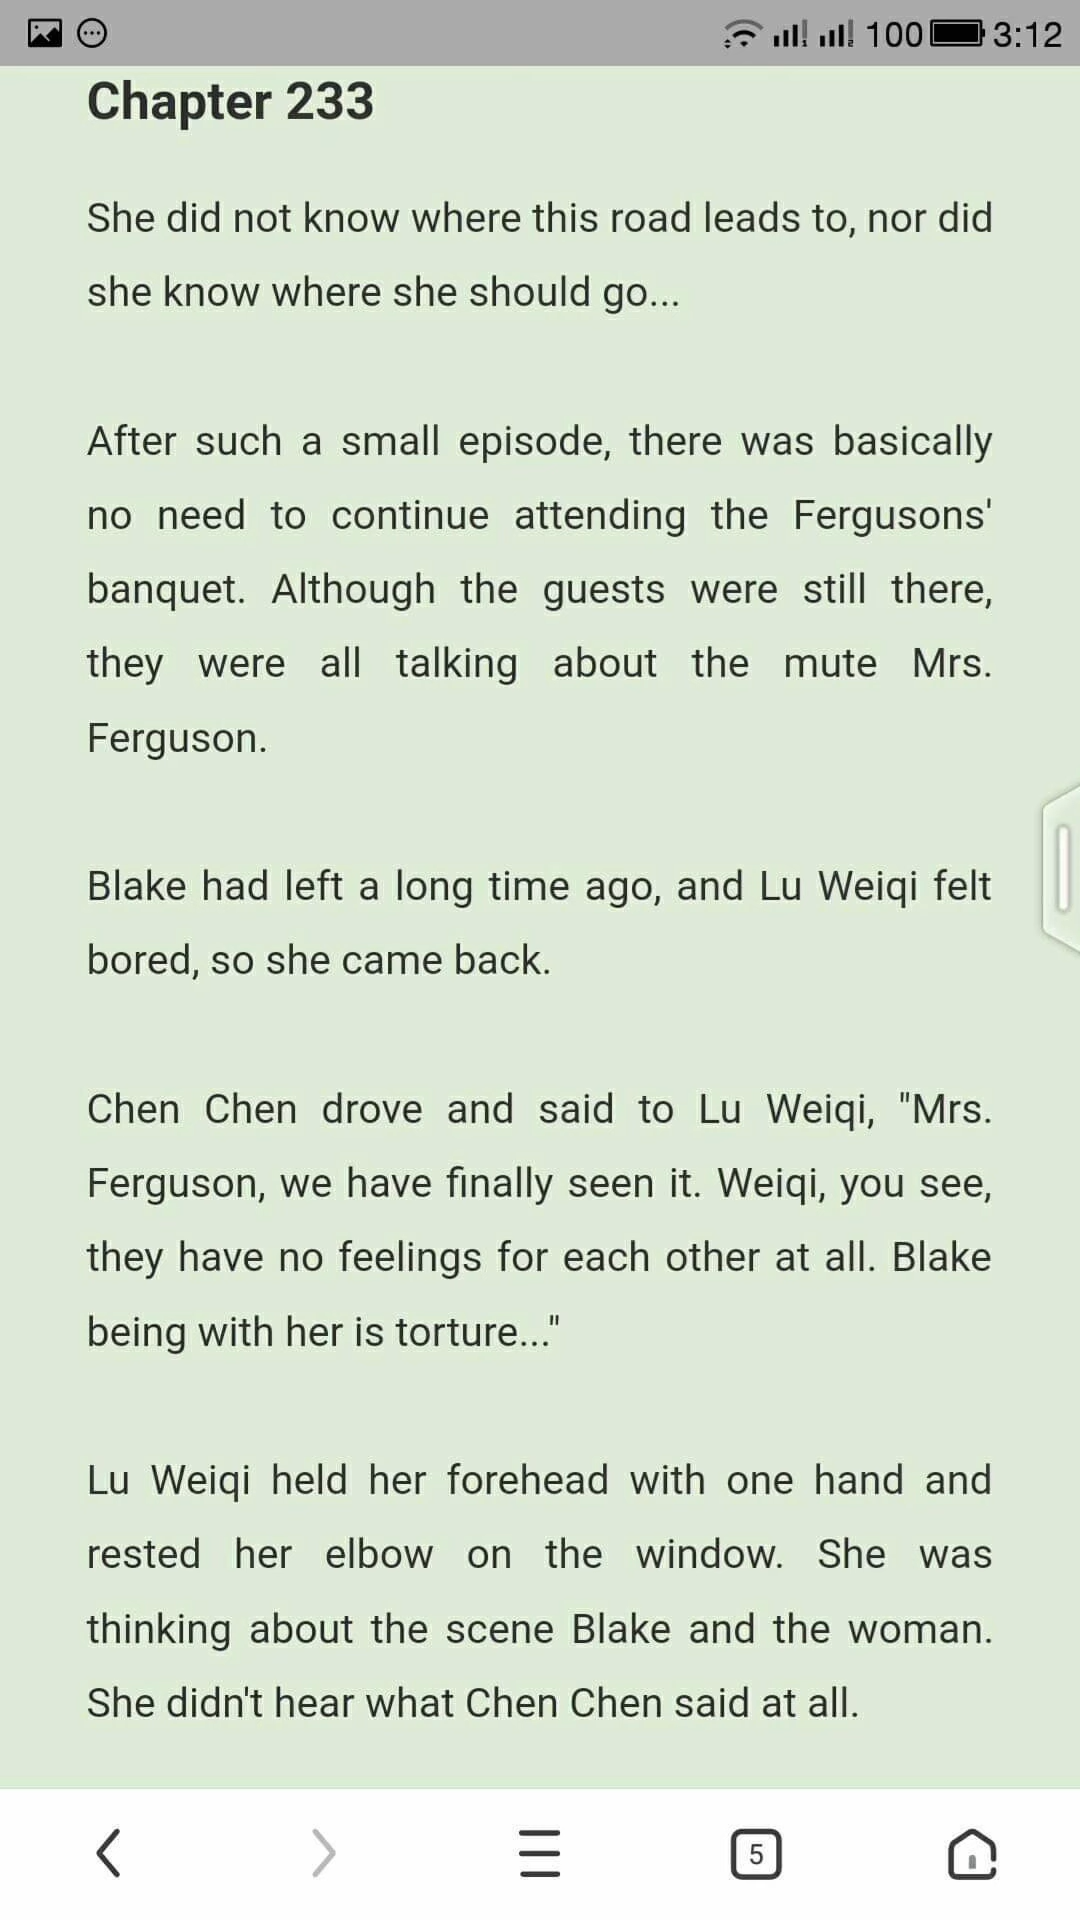 100 3:12
Chapter 233
She did not know where this road leads to, nor did
she know where she should go...
After such a small episode, there was basically
no need to continue attending the Fergusons'
banquet. Although the guests were still there,
they were all talking about the mute Mrs.
Ferguson.
Blake had left a long time ago, and Lu Weiqi felt
bored, so she came back.
Chen Chen drove and said to Lu Weiqi, "Mrs.
Ferguson, we have finally seen it. Weiqi, you see,
they have no feelings for each other at all. Blake
being with her is torture..."
Lu Weiqi held her forehead with one hand and
rested her elbow on the window. She was
thinking about the scene Blake and the woman.
She didn't hear what Chen Chen said at all.
5